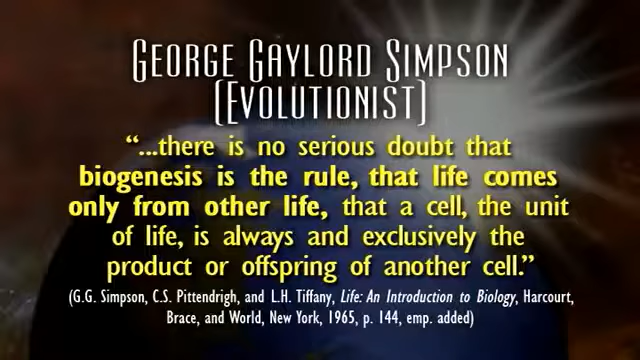 GEORGE GAYLORD SIMPSON
(EVOLUTIONIST)
“...there is no serious doubt that
biogenesis is the rule, that life comes
only from other life, that a cell, the unit
of life, is always and exclusively the
product or offspring of another cell.”
(G.G. Simpson, C.S. Pittendrigh, and L.H. Tiffany, Life: An Introduction to Biology, Harcourt,
Brace, and World, New York, 1965, p. 144, emp. added)